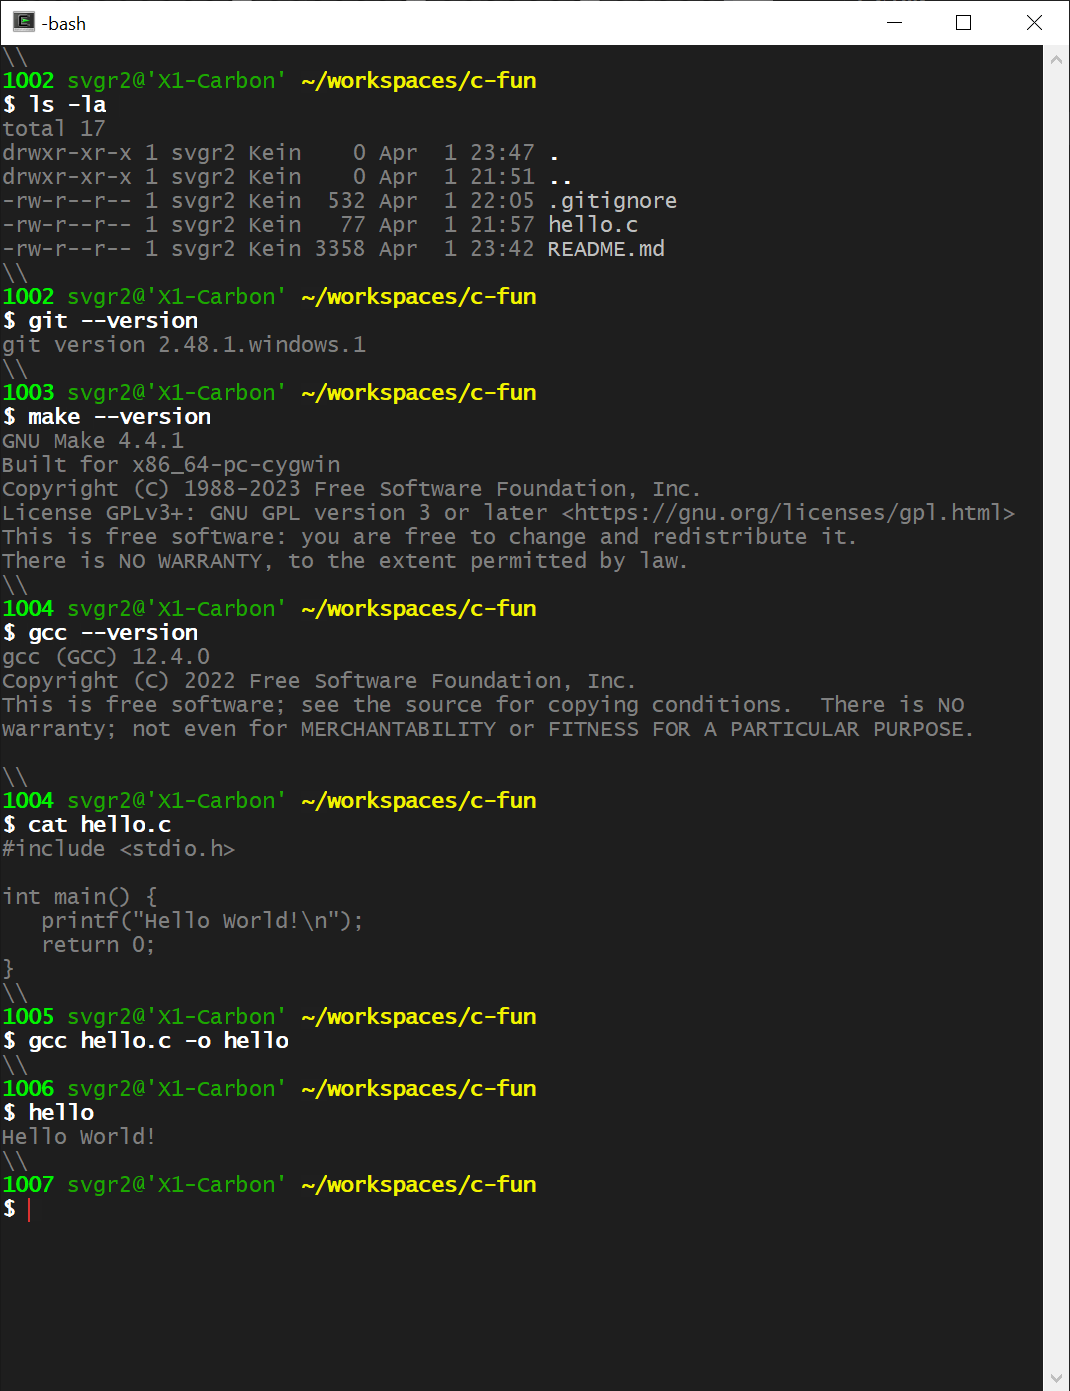 -bash
\\
1002 svgr2@'X1-Carbon' ~/workspaces/c-fun
$ ls -la
total 17
drwxr-xr-x 1 svgr2 Kein    0 Apr  1 23:47 .
drwxr-xr-x 1 svgr2 Kein    0 Apr  1 21:51 ..
-rw-r--r-- 1 svgr2 Kein  532 Apr  1 22:05 .gitignore
-rw-r--r-- 1 svgr2 Kein   77 Apr  1 21:57 hello.c
-rw-r--r-- 1 svgr2 Kein 3358 Apr  1 23:42 README.md
\\
1002 svgr2@'X1-Carbon' ~/workspaces/c-fun
$ git --version
git version 2.48.1.windows.1
\\
1003 svgr2@'X1-Carbon' ~/workspaces/c-fun
$ make --version
GNU Make 4.4.1
Built for x86_64-pc-cygwin
Copyright (C) 1988-2023 Free Software Foundation, Inc.
License GPLv3+: GNU GPL version 3 or later <https://gnu.org/licenses/gpl.html>
This is free software: you are free to change and redistribute it.
There is NO WARRANTY, to the extent permitted by law.
\\
1004 svgr2@'X1-Carbon' ~/workspaces/c-fun
$ gcc --version
gcc (GCC) 12.4.0
Copyright (C) 2022 Free Software Foundation, Inc.
This is free software; see the source for copying conditions.  There is NO
warranty; not even for MERCHANTABILITY or FITNESS FOR A PARTICULAR PURPOSE.

\\
1004 svgr2@'X1-Carbon' ~/workspaces/c-fun
$ cat hello.c
#include <stdio.h>

int main() {
   printf("Hello World!\n");
   return 0;
}
\\
1005 svgr2@'X1-Carbon' ~/workspaces/c-fun
$ gcc hello.c -o hello
\\
1006 svgr2@'X1-Carbon' ~/workspaces/c-fun
$ hello
Hello World!
\\
1007 svgr2@'X1-Carbon' ~/workspaces/c-fun
$